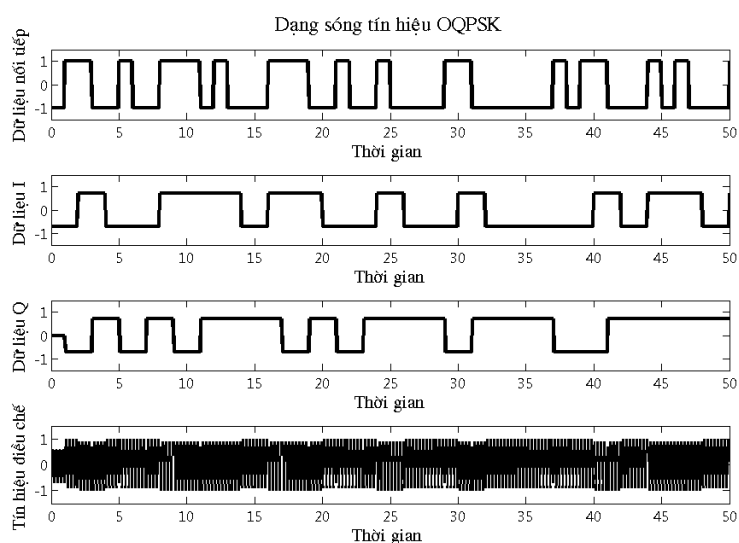 Dạng sóng tín hiệu OQPSK
Dữ liệu nối tiếp
1
0
-1
0 5 10 15 20 25 30 35 40 45 50
Thời gian
Dữ liệu I
1
0
-1
0 5 10 15 20 25 30 35 40 45 50
Thời gian
Dữ liệu Q
1
0
-1
0 5 10 15 20 25 30 35 40 45 50
Thời gian
Tín hiệu điều chế
1
0
-1
0 5 10 15 20 25 30 35 40 45 50
Thời gian